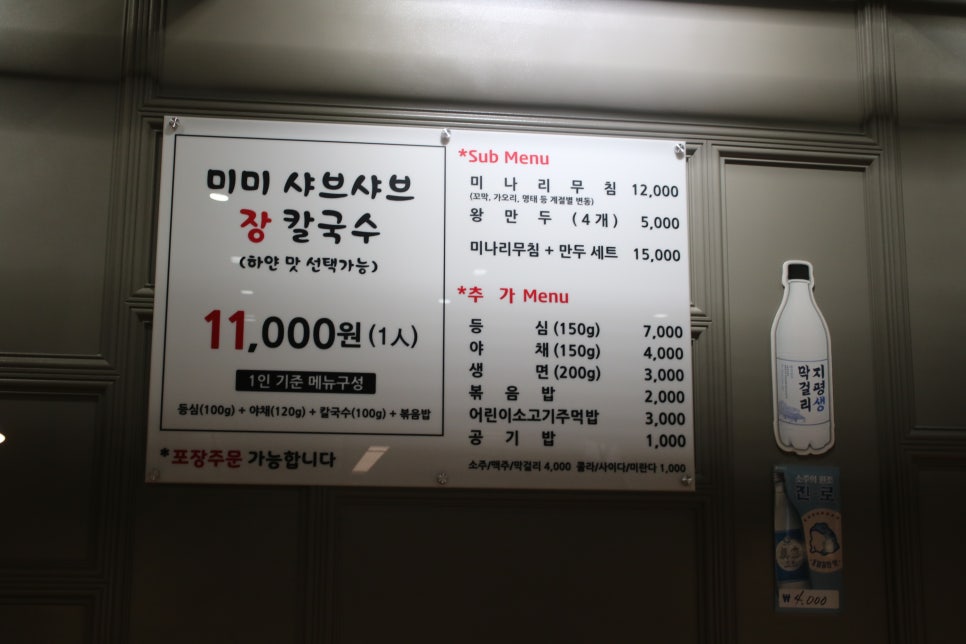 미미 샤브샤브
장 칼국수
(하얀 맛 선택가능)
11,000원 (1人)
1인 기준 메뉴구성
등심(100g) + 야채(120g) + 칼국수(100g) + 볶음밥
*포장주문 가능합니다
*Sub Menu
미나리무침 12,000
(꼬막, 가오리, 명태 등 계절별 변동)
왕만두 (4개) 5,000
미나리무침 + 만두 세트 15,000
*추가 Menu
등심 (150g) 7,000
야채 (150g) 4,000
생면 (200g) 3,000
볶음밥 2,000
어린이소고기주먹밥 3,000
공기밥 1,000
소주/맥주/막걸리 4,000 콜라/사이다/미란다 1,000
지평생
막걸리
소주의 원조
진로
₩ 4,000